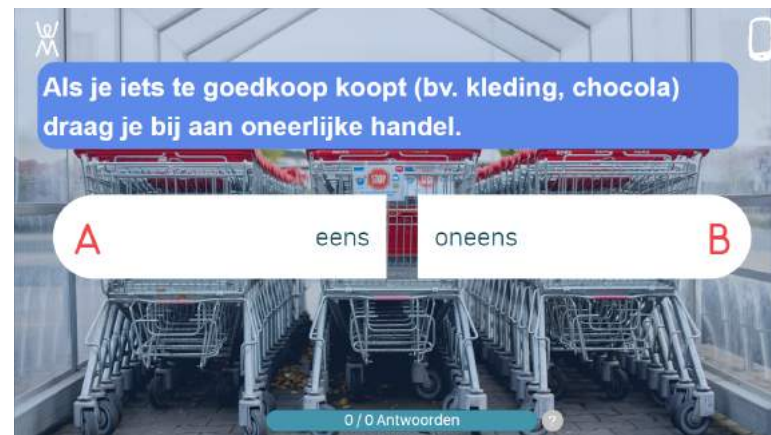 Als je iets te goedkoop koopt (bv. kleding, chocola)
draag je bij aan oneerlijke handel.
A eens oneens B
0 / 0 Antwoorden ?